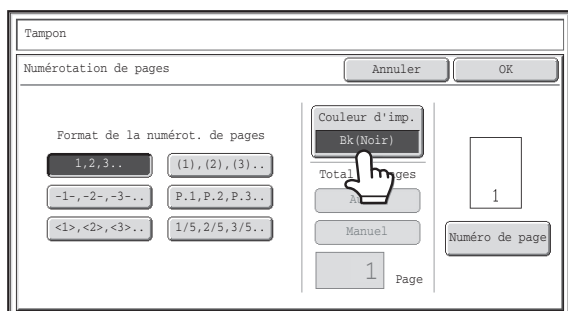 Tampon
Numérotation de pages
Annuler
OK
Format de la numérot. de pages
1,2,3..
(1),(2),(3)..
-1-,-2-,-3-..
P.1,P.2,P.3..
<1>,<2>,<3>..
1/5,2/5,3/5..
Couleur d'imp.
Bk(Noir)
Total
Manuel
1 Page
1
Numéro de page